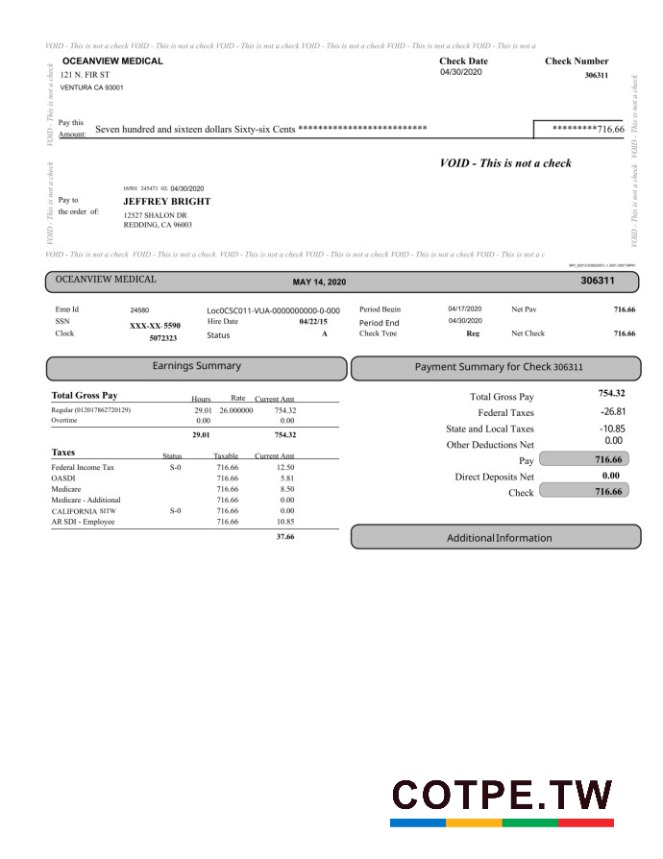 VOID - This is not a check VOID - This is not a check VOID - This is not a check VOID - This is not a check VOID - This is not a check VOID - This is not a
OCEANVIEW MEDICAL Check Date Check Number
121 N. FIR ST 04/30/2020 306311
VENTURA CA 93001
VOID - This is not a check VOID - This is not a check
VOID - This is not a check VOID - This is not a check
Pay this
Amount: Seven hundred and sixteen dollars Sixty-six Cents *************************** *********716.66
VOID - This is not a check
16501 245471 02 04/30/2020
Pay to JEFFREY BRIGHT
the order of: 12527 SHALON DR
REDDING, CA 96003
VOID - This is not a check VOID - This is not a check VOID - This is not a check VOID - This is not a check VOID - This is not a check VOID - This is not a c
OCEANVIEW MEDICAL MAY 14, 2020 306311
Emp Id 24580 Loc0CSC011-VUA-0000000000-0-000 Period Begin 04/17/2020 Net Pay 716.66
SSN XXX-XX-5590 Hire Date 04/22/15 Period End 04/30/2020
Clock 5072323 Status A Check Type Reg Net Check 716.66
Earnings Summary Payment Summary for Check 306311
Total Gross Pay Hours Rate Current Amt
Regular (012017862720129) 29.01 26.000000 754.32
Overtime 0.00 0.00
29.01 754.32
Taxes Status Taxable Current Amt
Federal Income Tax S-0 716.66 12.50
OASDI 716.66 5.81
Medicare 716.66 8.50
Medicare - Additional 716.66 0.00
CALIFORNIA SITW S-0 716.66 0.00
AR SDI - Employee 716.66 10.85
37.66
Total Gross Pay 754.32
Federal Taxes -26.81
State and Local Taxes -10.85
Other Deductions Net 0.00
Pay 716.66
Direct Deposits Net 0.00
Check 716.66
Additional Information
COTPE.TW